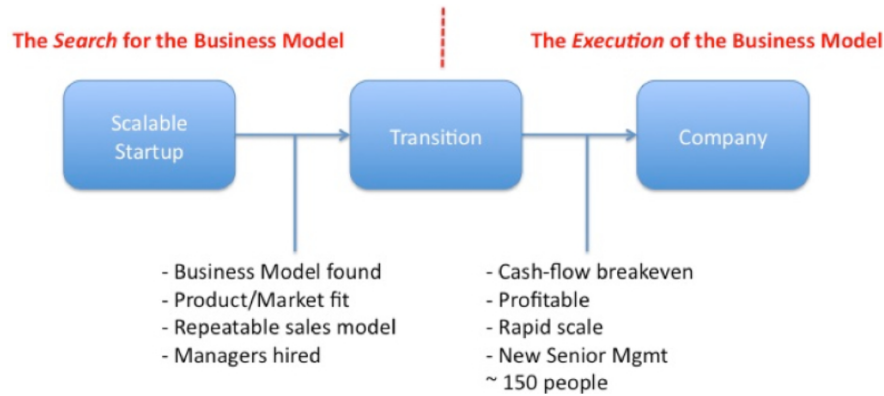 The Search for the Business Model
The Execution of the Business Model
Scalable
Startup
Transition
Company
- Business Model found
- Product/Market fit
- Repeatable sales model
- Managers hired
- Cash-flow breakeven
- Profitable
- Rapid scale
- New Senior Mgmt
~ 150 people